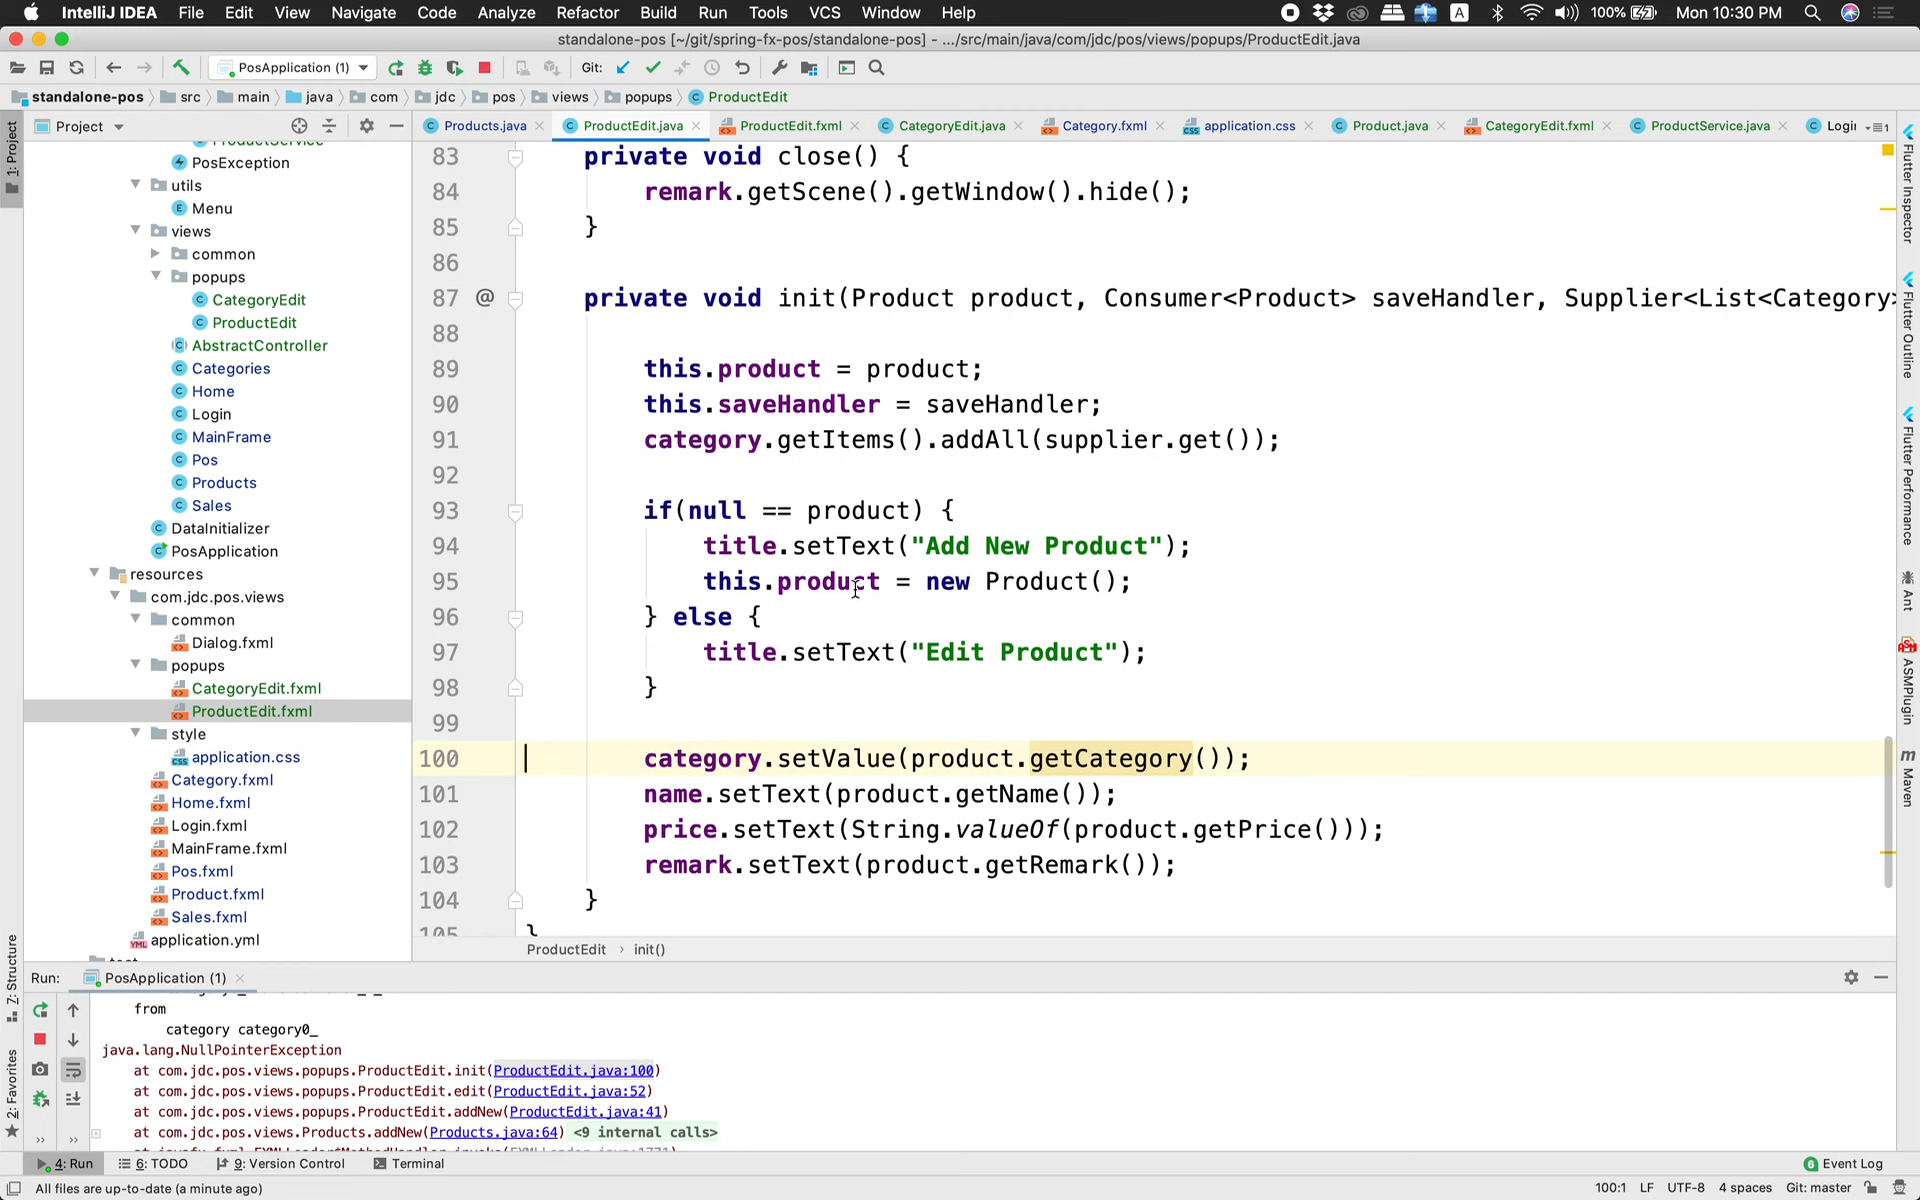 IntelliJ IDEA File Edit View Navigate Code Analyze Refactor Build Run Tools VCS Window Help 100% Mon 10:30 PM
standalone-pos [~/git/spring-fx-pos/standalone-pos] - .../src/main/java/com/jdc/pos/views/popups/ProductEdit.java
PosApplication (1) Git:
standalone-pos src main java com jdc pos views popups ProductEdit
Project
Products.java ProductEdit.java ProductEdit.fxml CategoryEdit.java Category.fxml application.css Product.java CategoryEdit.fxml ProductService.java Logi
1: Project
ProductService
PosException
utils
Menu
views
common
popups
CategoryEdit
ProductEdit
AbstractController
Categories
Home
Login
MainFrame
Pos
Products
Sales
DataInitializer
PosApplication
resources
com.jdc.pos.views
common
Dialog.fxml
popups
CategoryEdit.fxml
ProductEdit.fxml
style
application.css
Category.fxml
Home.fxml
Login.fxml
MainFrame.fxml
Pos.fxml
Product.fxml
Sales.fxml
application.yml
83 private void close() {
84 remark.getScene().getWindow().hide();
85 }
86
87 @ private void init(Product product, Consumer<Product> saveHandler, Supplier<List<Category>
88
89 this.product = product;
90 this.saveHandler = saveHandler;
91 category.getItems().addAll(supplier.get());
92
93 if(null == product) {
94 title.setText("Add New Product");
95 this.product = new Product();
96 } else {
97 title.setText("Edit Product");
98 }
99
100 category.setValue(product.getCategory());
101 name.setText(product.getName());
102 price.setText(String.valueOf(product.getPrice()));
103 remark.setText(product.getRemark());
104 }
105 }
ProductEdit › init()
Flutter Inspector
Flutter Outline
Flutter Performance
Ant
ASMPlugin
Maven
Z: Structure
2: Favorites
Run: PosApplication (1)
from
category category0_
java.lang.NullPointerException
at com.jdc.pos.views.popups.ProductEdit.init(ProductEdit.java:100)
at com.jdc.pos.views.popups.ProductEdit.edit(ProductEdit.java:52)
at com.jdc.pos.views.popups.ProductEdit.addNew(ProductEdit.java:41)
at com.jdc.pos.views.Products.addNew(Products.java:64) <9 internal calls>
4: Run 6: TODO 9: Version Control Terminal 6 Event Log
All files are up-to-date (a minute ago) 100:1 LF UTF-8 4 spaces Git: master